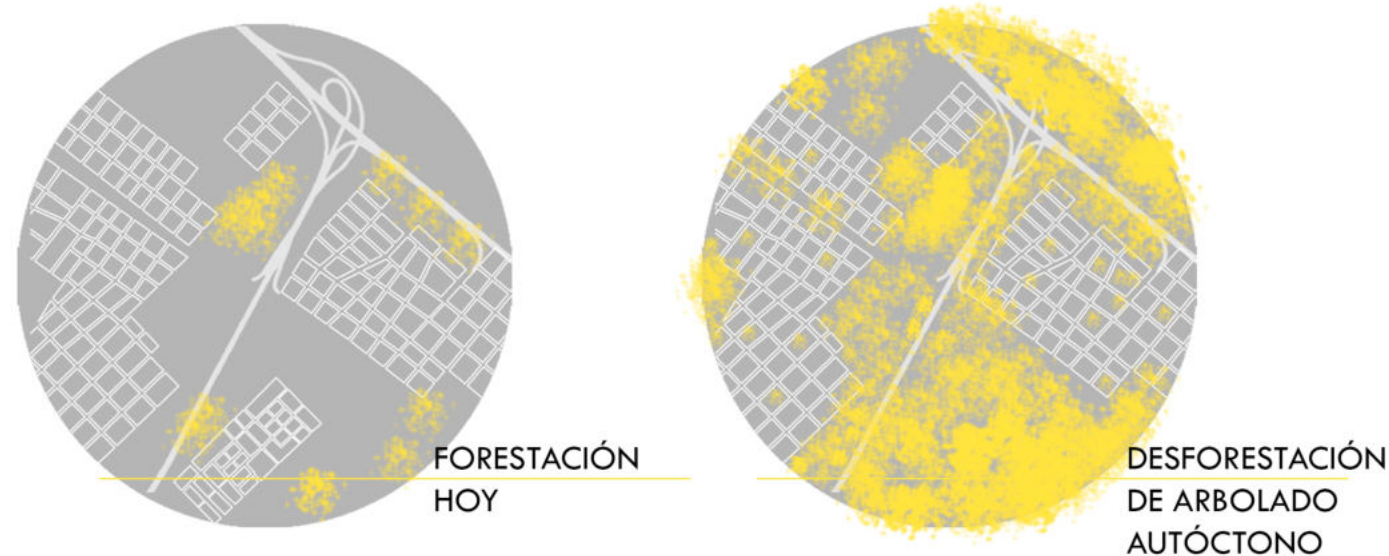 FORESTACIÓN
HOY
DESFORESTACIÓN
DE ARBOLADO
AUTÓCTONO